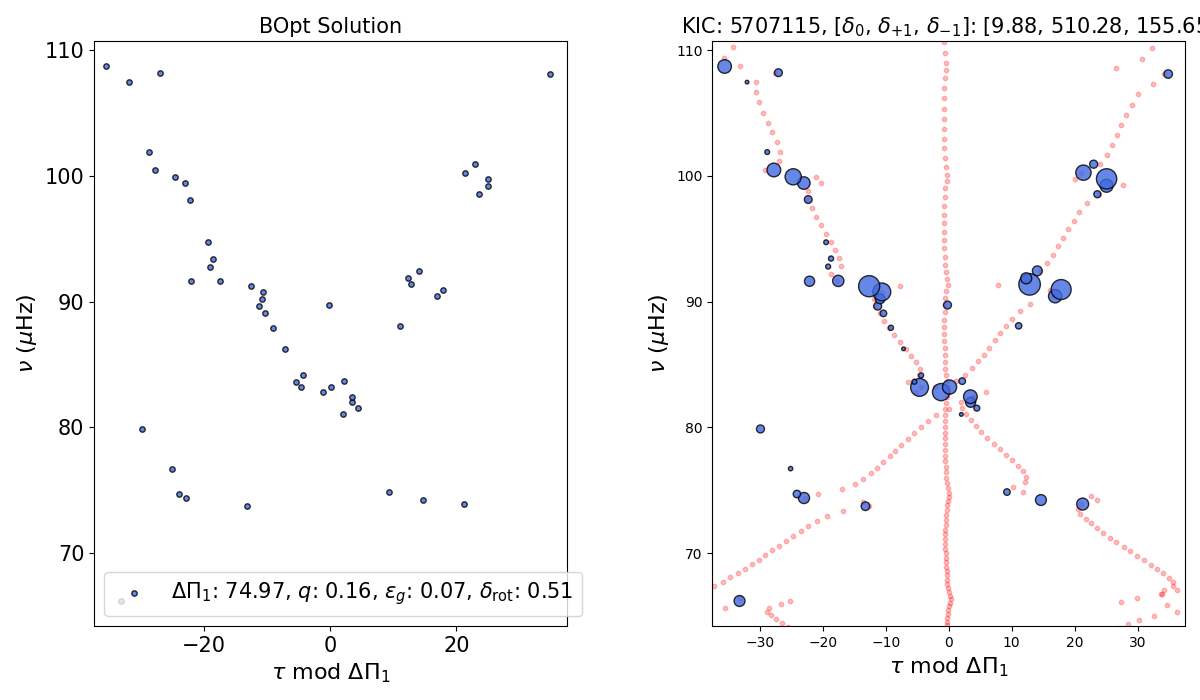 BOpt Solution
KIC: 5707115, [δ₀, δ₊₁, δ₋₁]: [9.88, 510.28, 155.65
110
100
90
80
70
ν (μHz)
ΔΠ₁: 74.97, q: 0.16, ε_g: 0.07, δ_rot: 0.51
−20
0
20
τ mod ΔΠ₁
110
100
90
80
70
ν (μHz)
−30
−20
−10
0
10
20
30
τ mod ΔΠ₁